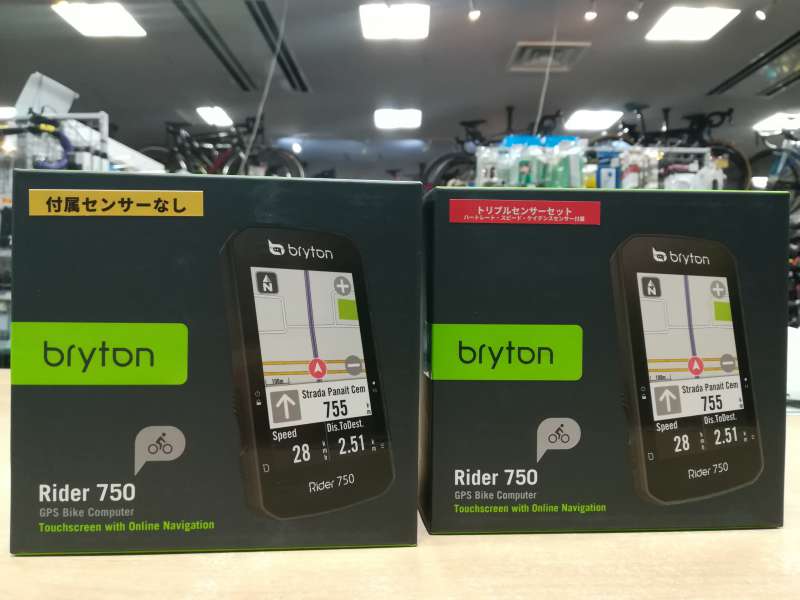 付属センサーなし
bryton
N
100m
Strada Panait Cem
755
k
m
Speed
Dis.ToDest.
28
k
m
h
2.51
k
m
Rider 750
bryton
Rider 750
GPS Bike Computer
Touchscreen with Online Navigation
トリプルセンサーセット
ハートレート・スピード・ケイデンスセンサー付属
bryton
N
100m
Strada Panait Cem
755
k
m
Speed
Dis.ToDest.
28
k
m
h
2.51
k
m
Rider 750
bryton
Rider 750
GPS Bike Computer
Touchscreen with Online Navigation